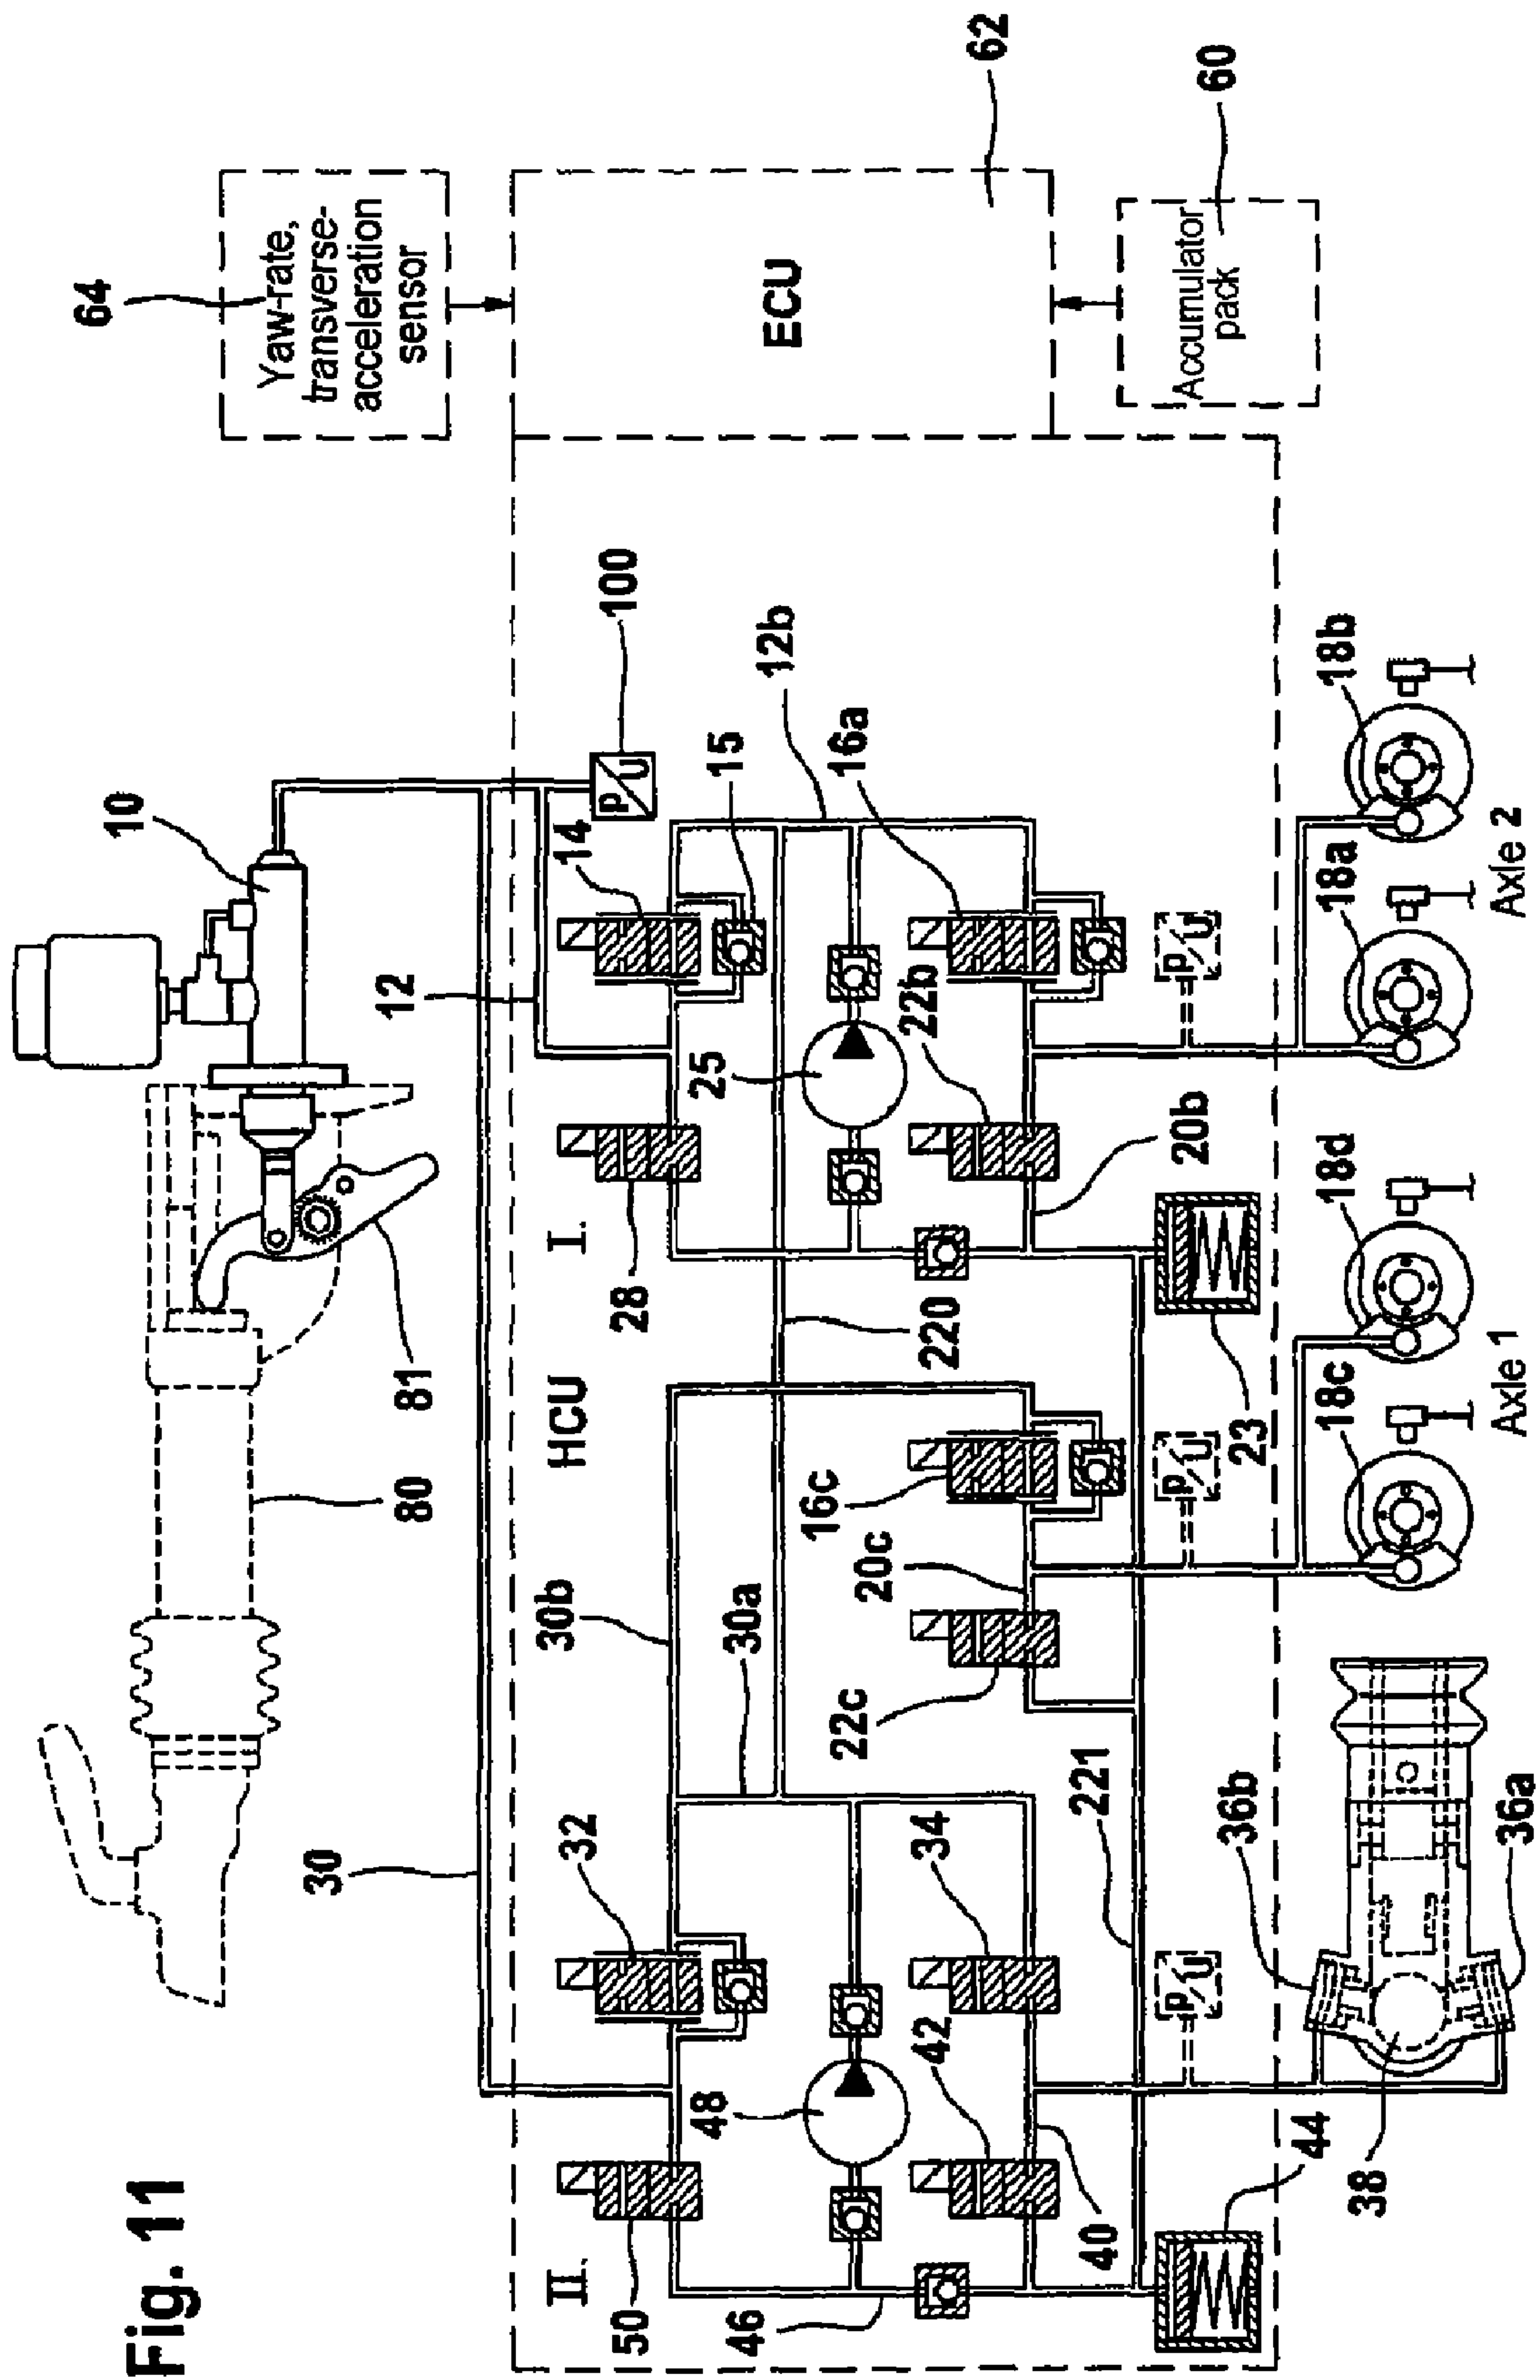 Fig. 11
64
Yaw-rate,
transverse-
acceleration
sensor
62
ECU
60
Accumulator
pack
10
80
81
30
12
100
P
U
HCU
I.
II.
14
15
12b
28
25
220
30b
30a
32
50
48
46
16a
22b
20b
16c
20c
22c
34
42
40
221
23
44
P
U
P
U
P
U
18b
18a
Axle 2
18d
18c
Axle 1
36b
36a
38